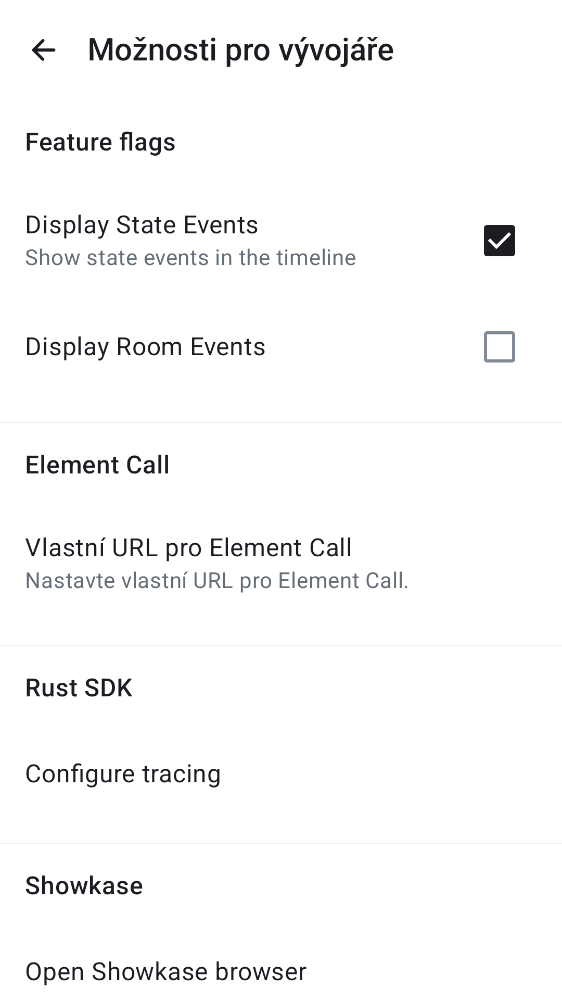 Možnosti pro vývojáře
Feature flags
Display State Events
Show state events in the timeline
Display Room Events
Element Call
Vlastní URL pro Element Call
Nastavte vlastní URL pro Element Call.
Rust SDK
Configure tracing
Showkase
Open Showkase browser